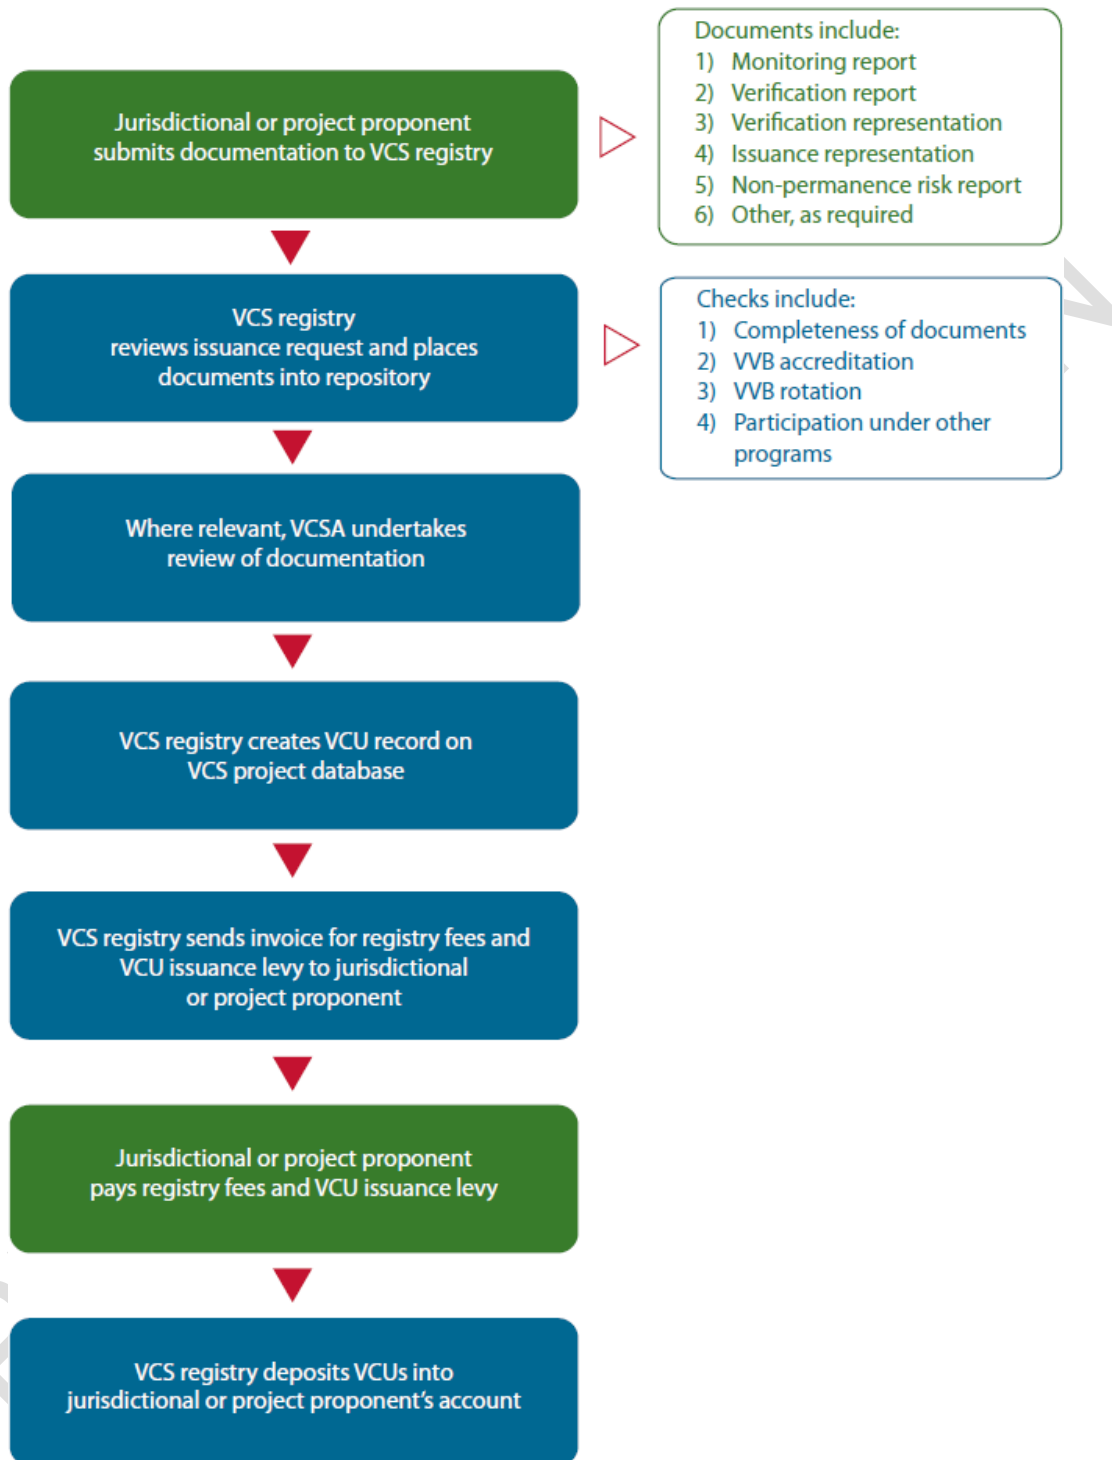 Jurisdictional or project proponent
submits documentation to VCS registry
Documents include:
1) Monitoring report
2) Verification report
3) Verification representation
4) Issuance representation
5) Non-permanence risk report
6) Other, as required
VCS registry
reviews issuance request and places
documents into repository
Checks include:
1) Completeness of documents
2) VVB accreditation
3) VVB rotation
4) Participation under other
programs
Where relevant, VCSA undertakes
review of documentation
VCS registry creates VCU record on
VCS project database
VCS registry sends invoice for registry fees and
VCU issuance levy to jurisdictional
or project proponent
Jurisdictional or project proponent
pays registry fees and VCU issuance levy
VCS registry deposits VCUs into
jurisdictional or project proponent's account